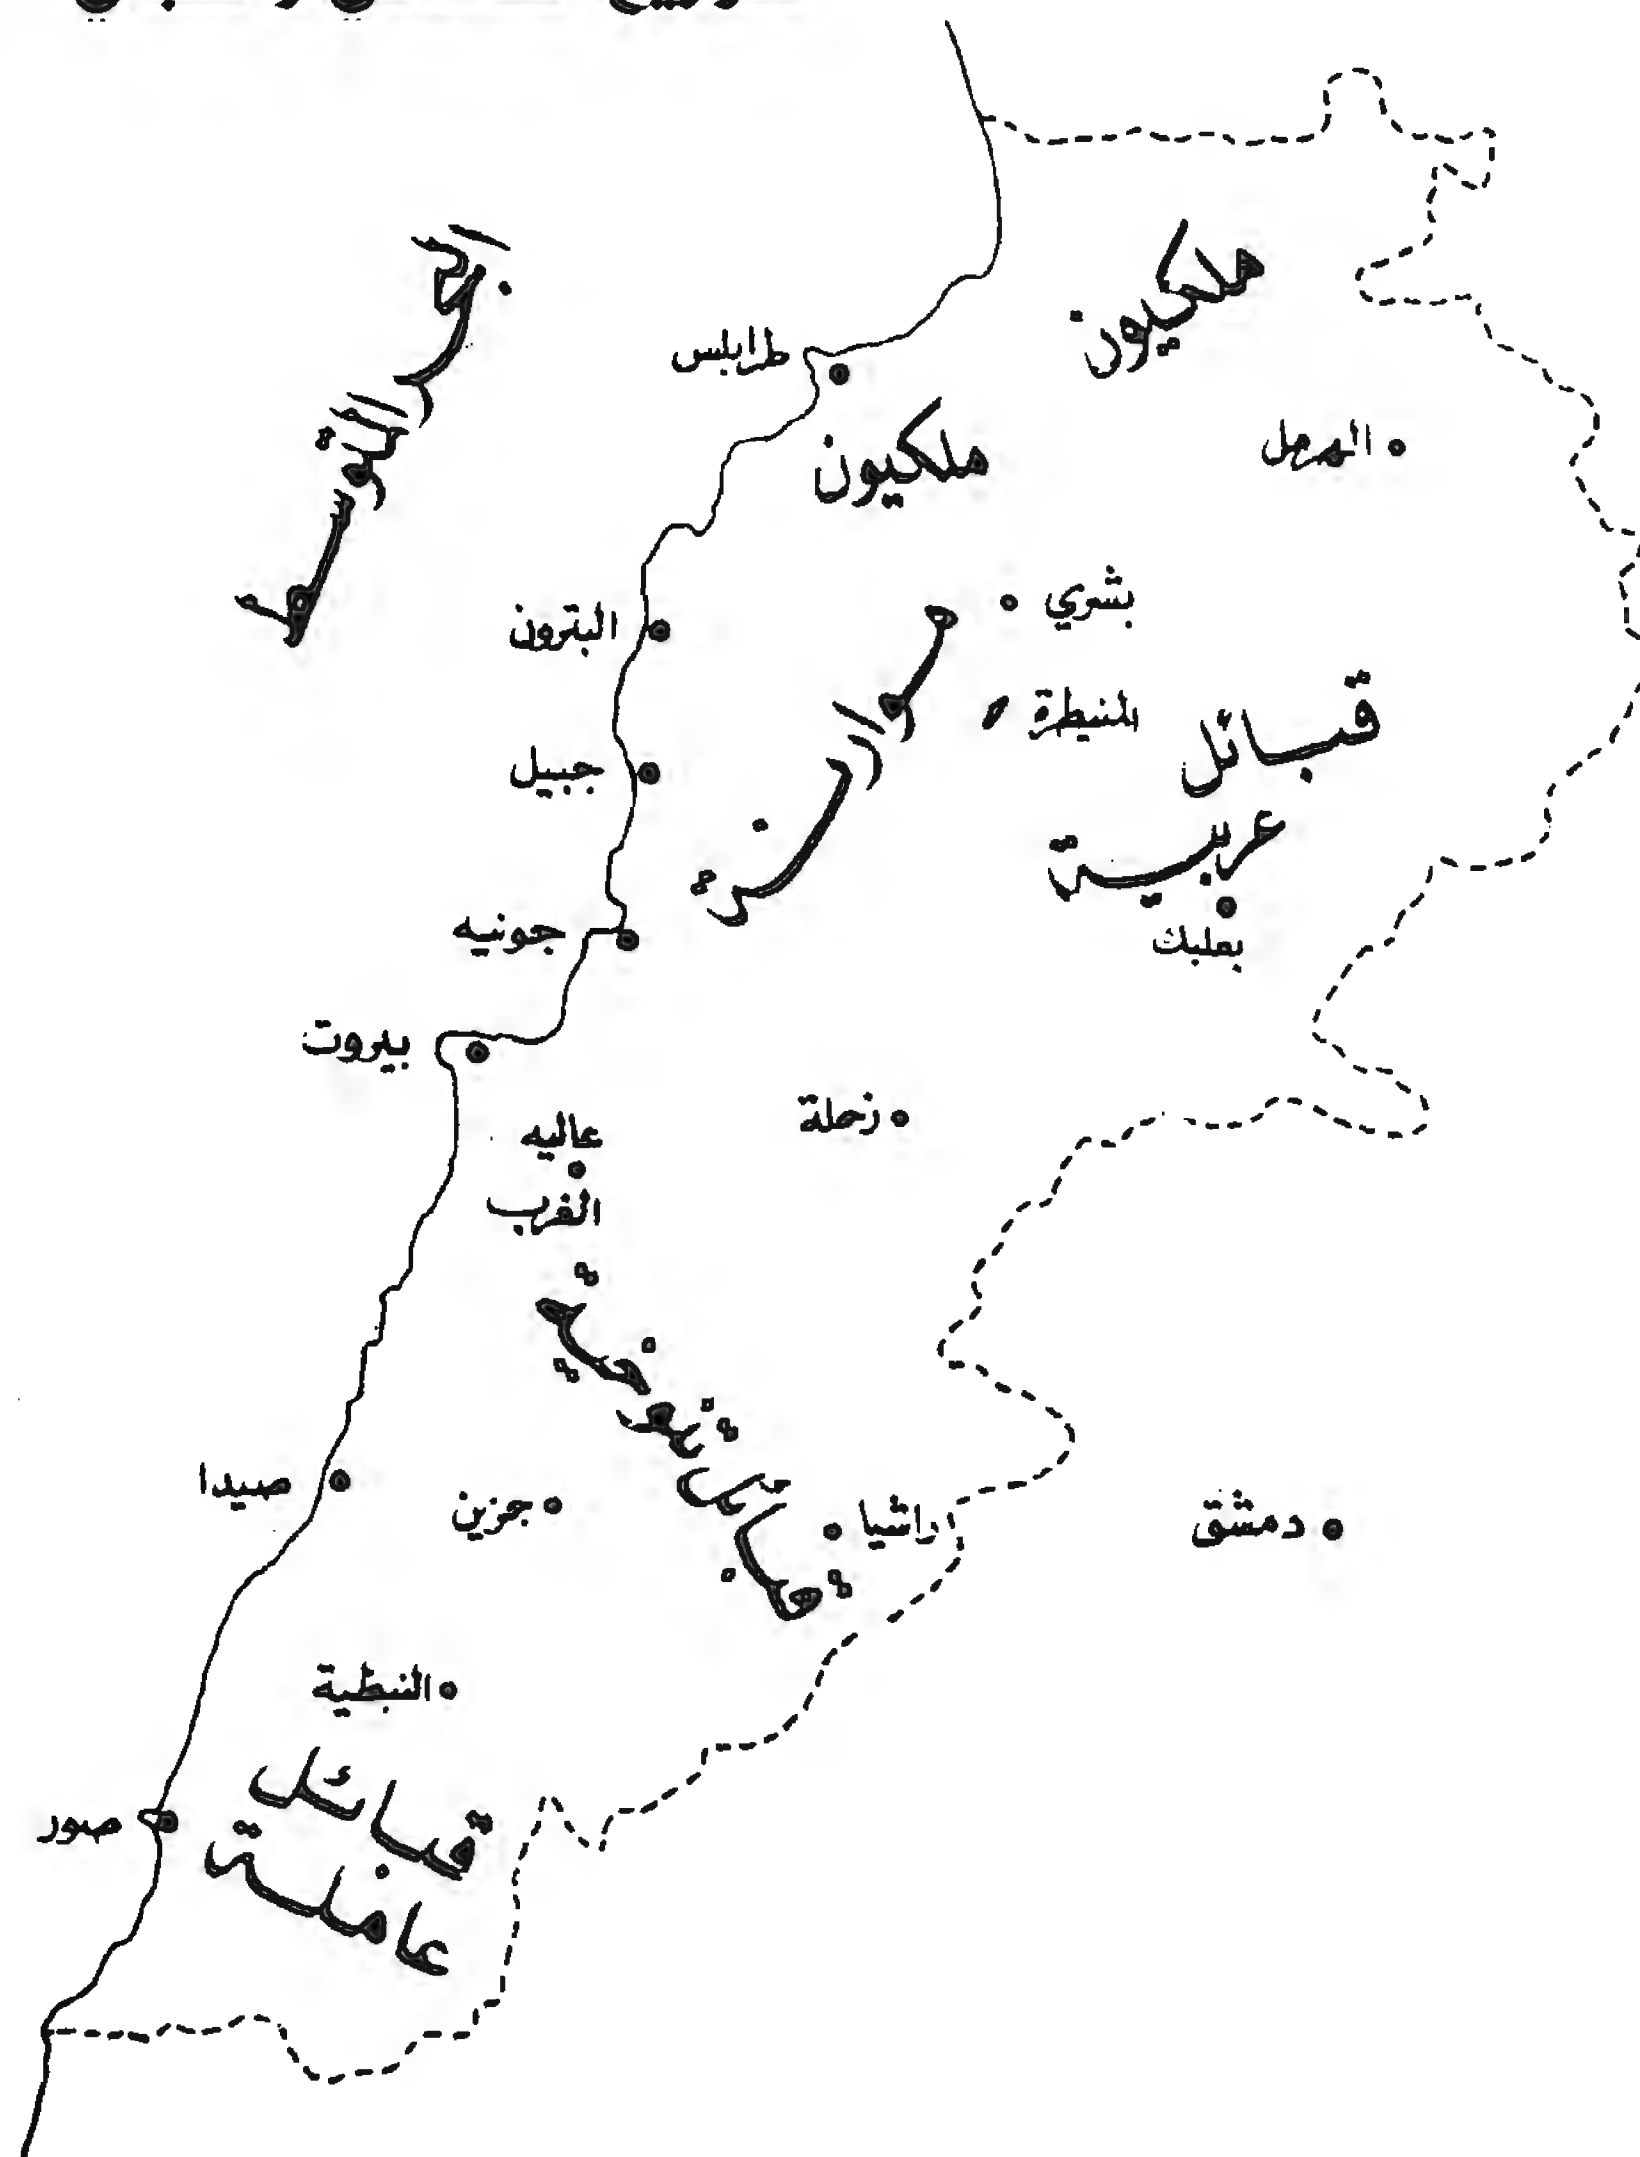 البحر المتوسط
ملكيون
طرابلس
ملكيون
الهرمل
بشري
البترون
موارنة
المنيطرة
قبائل
عربية
جبيل
بعلبك
جونيه
بيروت
زحلة
عاليه
الغرب
صيدا
جزين
راشيا
دمشق
النبطية
قبائل
عاملة
صور